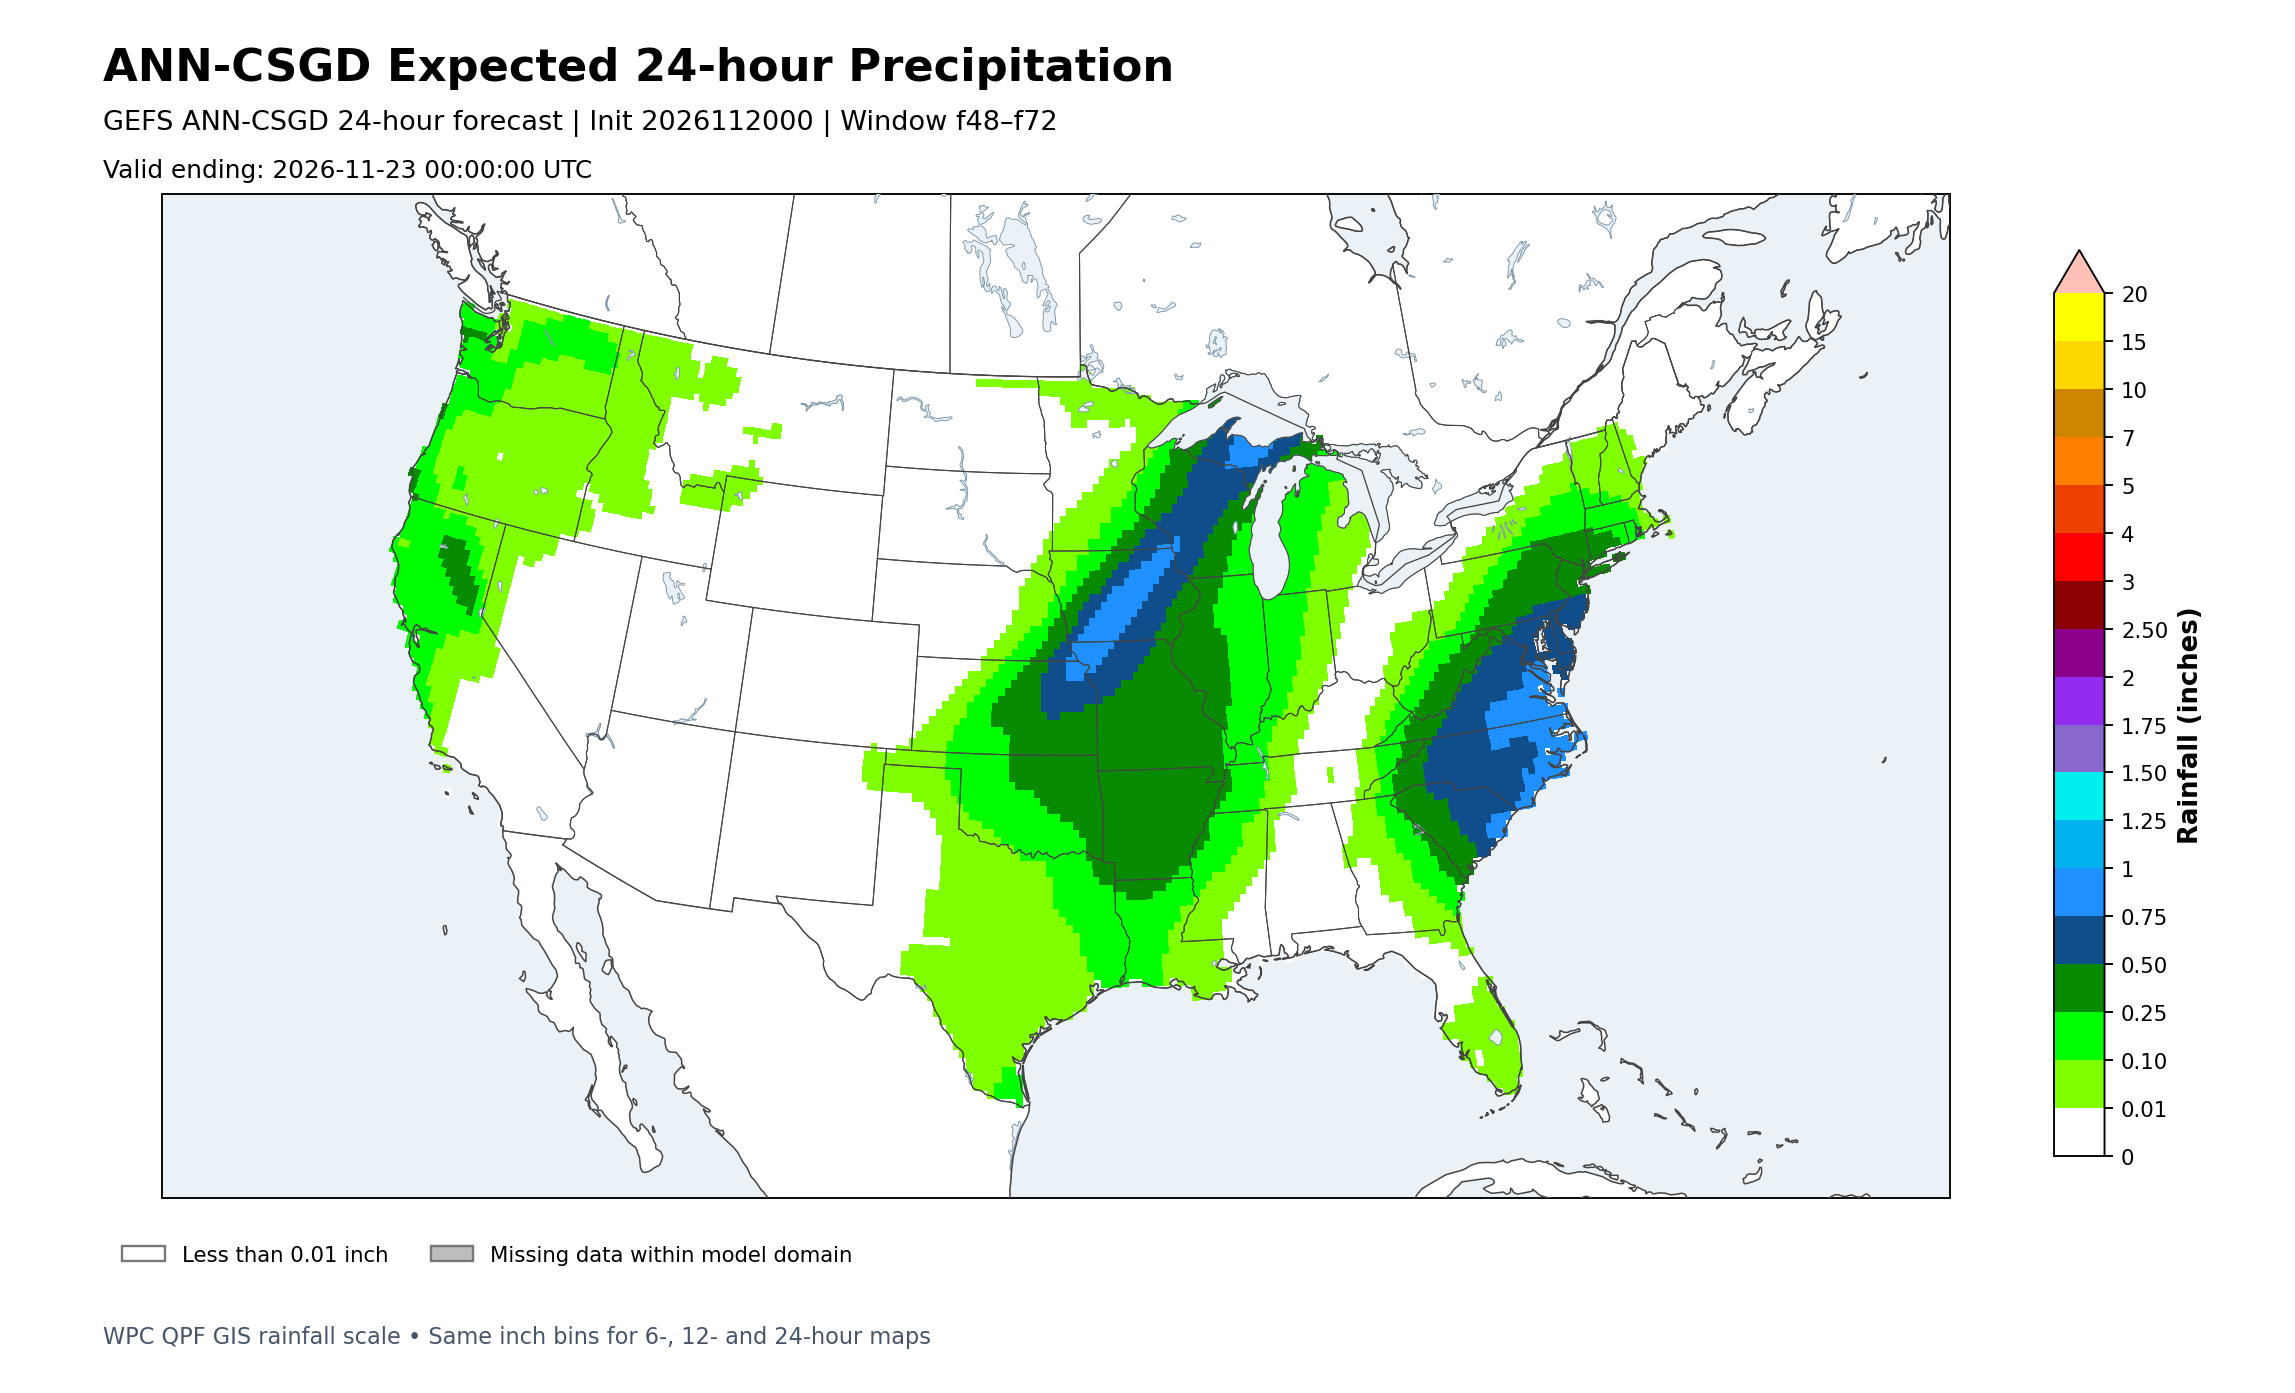 ANN-CSGD Expected 24-hour Precipitation
GEFS ANN-CSGD 24-hour forecast | Init 2026112000 | Window f48–f72
Valid ending: 2026-11-23 00:00:00 UTC
20
15
10
7
5
4
3
2.50
2
1.75
1.50
1.25
1
0.75
0.50
0.25
0.10
0.01
0
Rainfall (inches)
Less than 0.01 inch
Missing data within model domain
WPC QPF GIS rainfall scale • Same inch bins for 6-, 12- and 24-hour maps